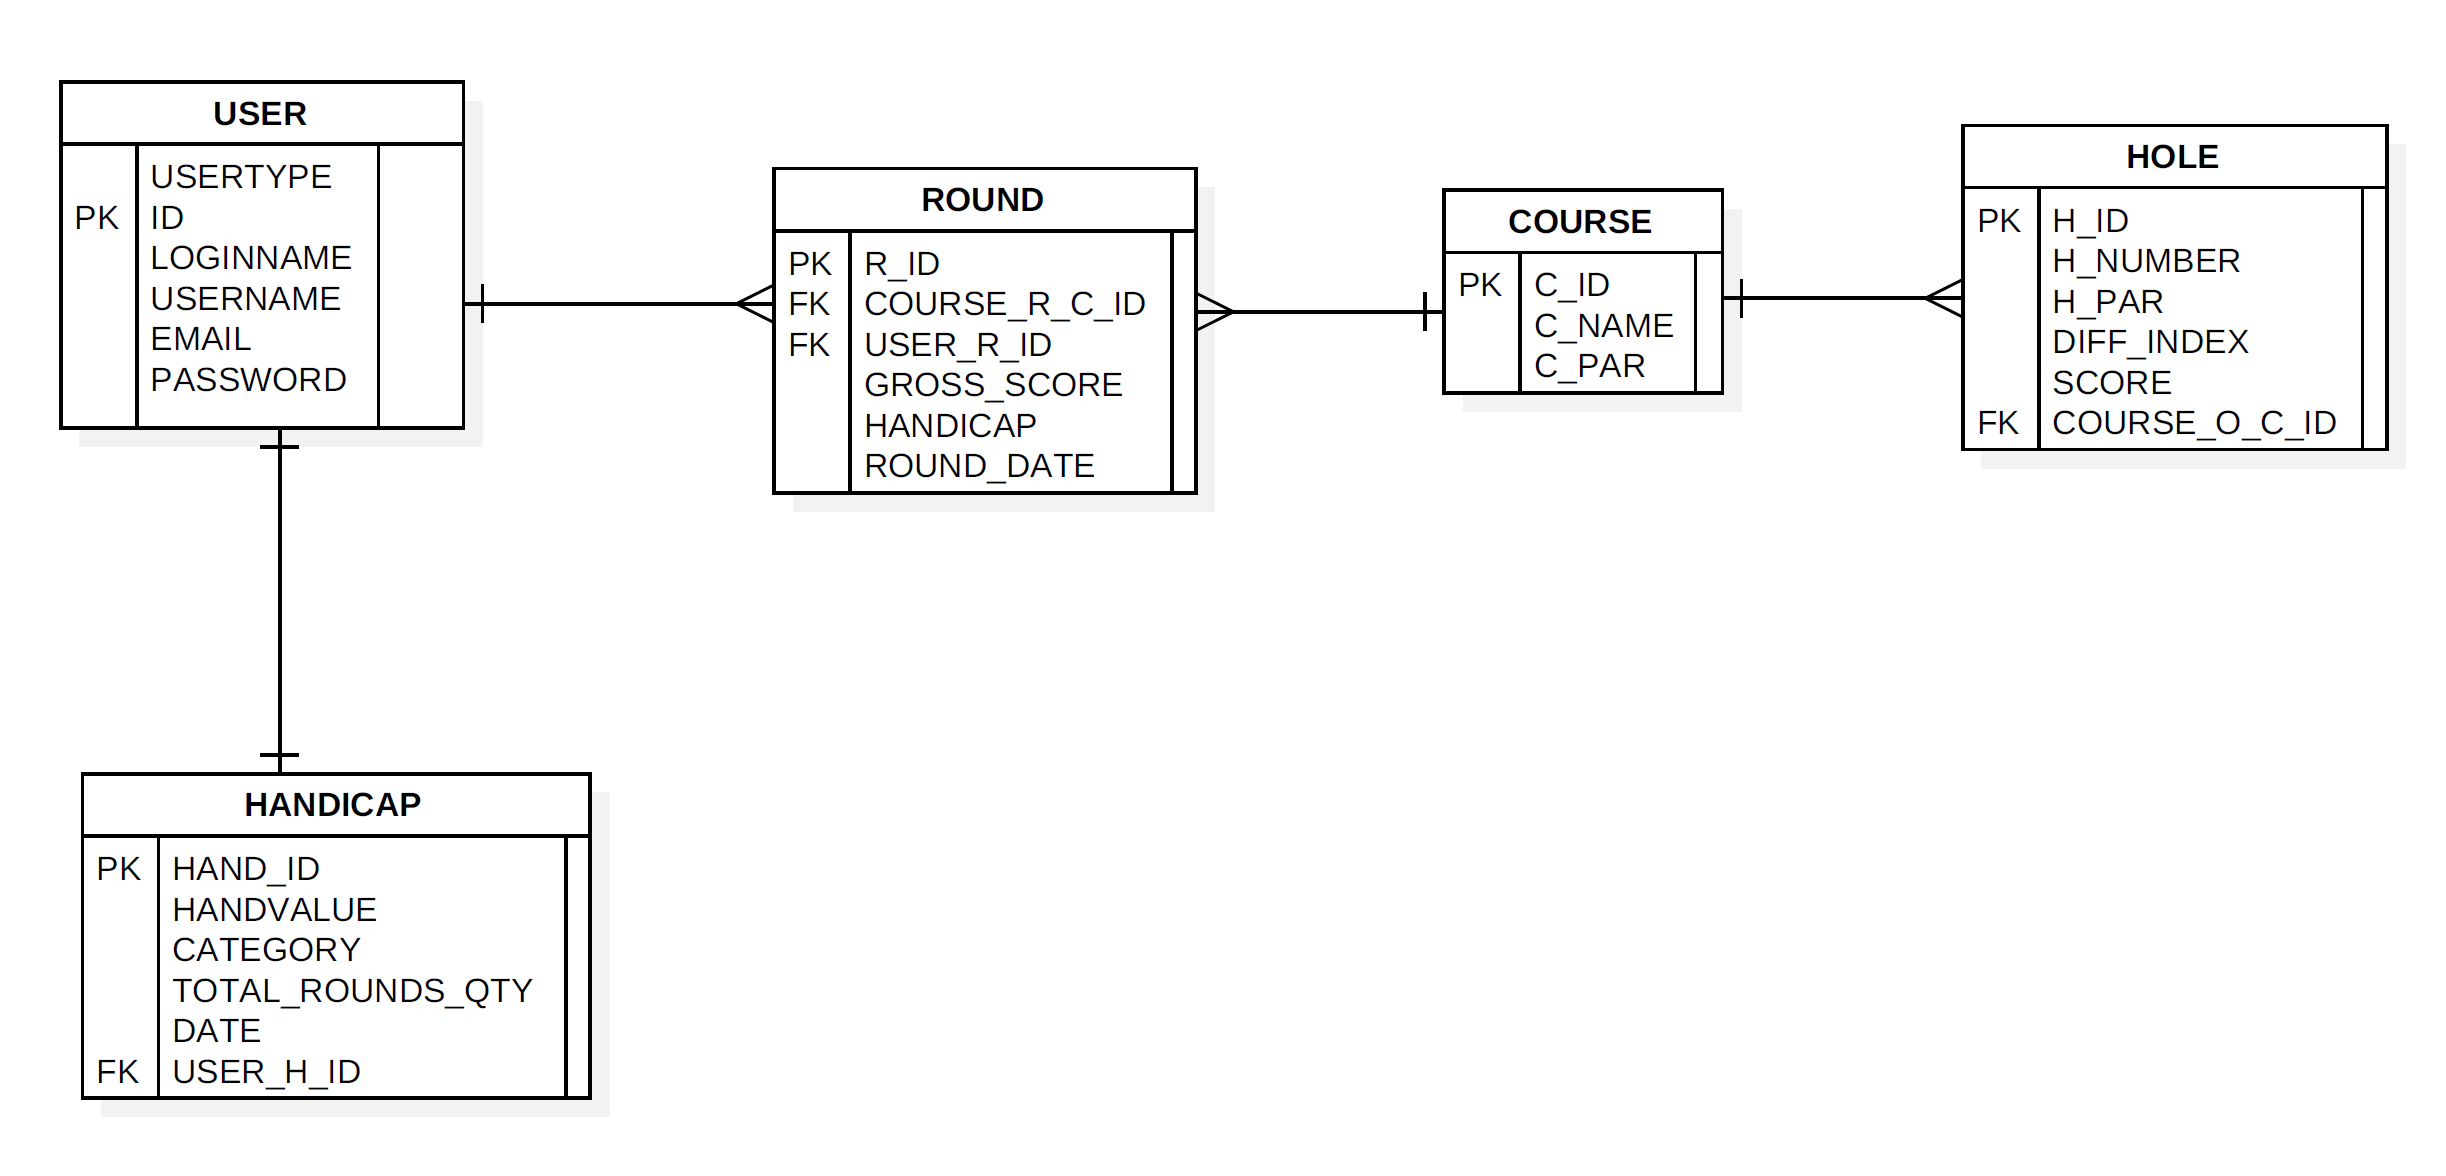 USER
USERTYPE
PK ID
LOGINNAME
USERNAME
EMAIL
PASSWORD
ROUND
PK R_ID
FK COURSE_R_C_ID
FK USER_R_ID
GROSS_SCORE
HANDICAP
ROUND_DATE
COURSE
PK C_ID
C_NAME
C_PAR
HOLE
PK H_ID
H_NUMBER
H_PAR
DIFF_INDEX
SCORE
FK COURSE_O_C_ID
HANDICAP
PK HAND_ID
HANDVALUE
CATEGORY
TOTAL_ROUNDS_QTY
DATE
FK USER_H_ID